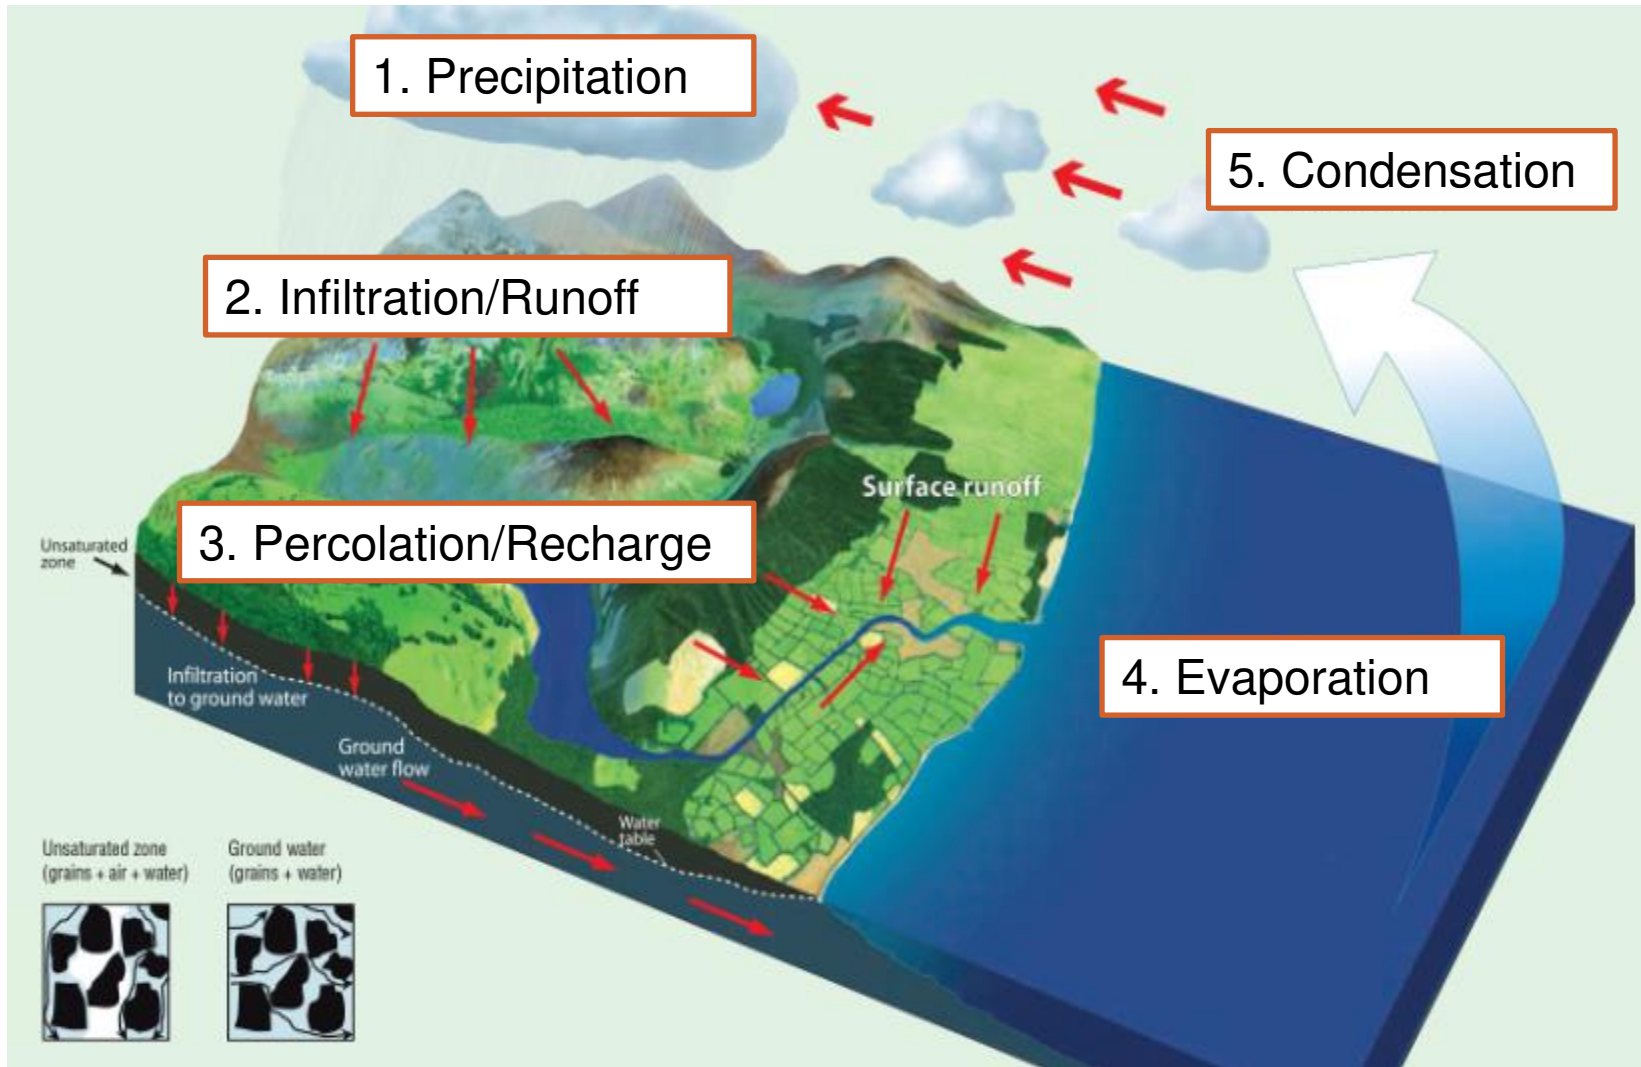 1. Precipitation
5. Condensation
2. Infiltration/Runoff
Surface runoff
3. Percolation/Recharge
Unsaturated
zone
4. Evaporation
Infiltration
to ground water
Ground
water flow
Water
table
Unsaturated zone
(grains + air + water)
Ground water
(grains + water)